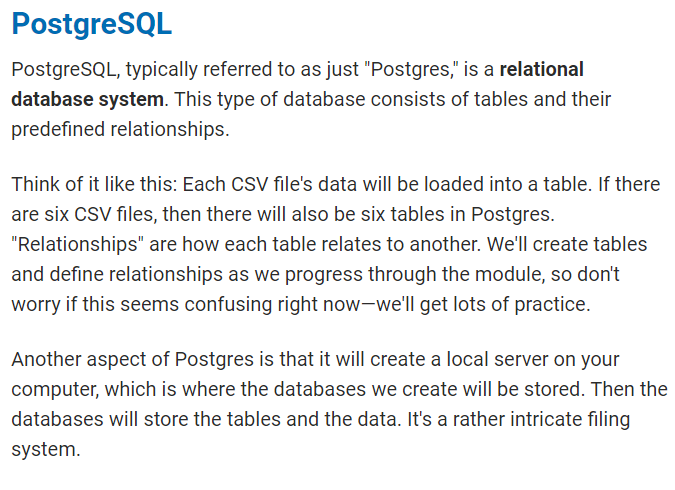 PostgreSQL
PostgreSQL, typically referred to as just "Postgres," is a relational
database system. This type of database consists of tables and their
predefined relationships.
Think of it like this: Each CSV file's data will be loaded into a table. If there
are six CSV files, then there will also be six tables in Postgres.
"Relationships" are how each table relates to another. We'll create tables
and define relationships as we progress through the module, so don't
worry if this seems confusing right now—we'll get lots of practice.
Another aspect of Postgres is that it will create a local server on your
computer, which is where the databases we create will be stored. Then the
databases will store the tables and the data. It's a rather intricate filing
system.